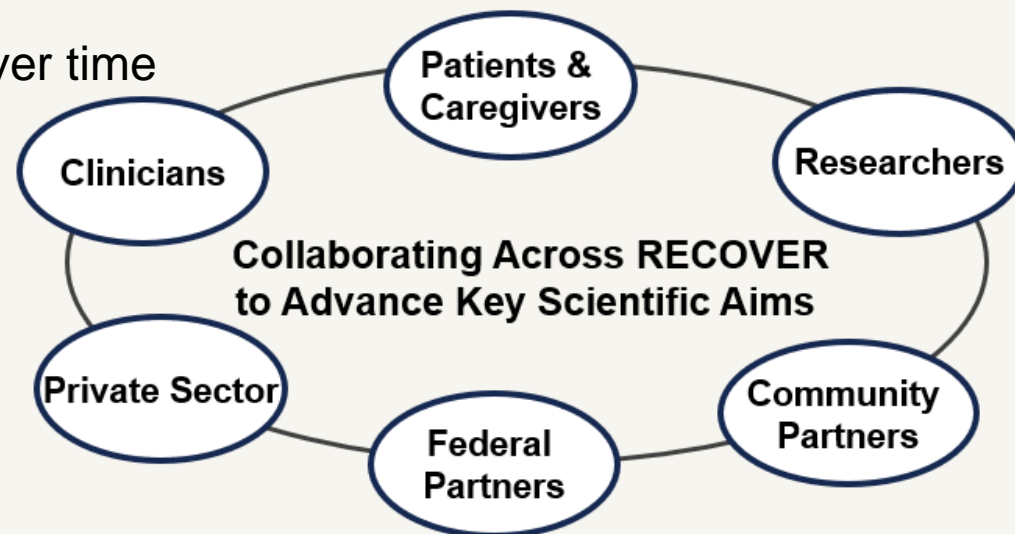 ver time
Patients &
Caregivers
Clinicians
Researchers
Collaborating Across RECOVER
to Advance Key Scientific Aims
Private Sector
Community
Partners
Federal
Partners